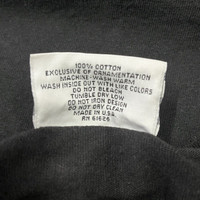 100% COTTON
EXCLUSIVE OF ORNAMENTATION
MACHINE-WASH WARM
WASH INSIDE OUT WITH LIKE COLORS
DO NOT BLEACH
TUMBLE DRY LOW
DO NOT IRON DESIGN
DO NOT DRY CLEAN
MADE IN U.S.A.
RN 61626